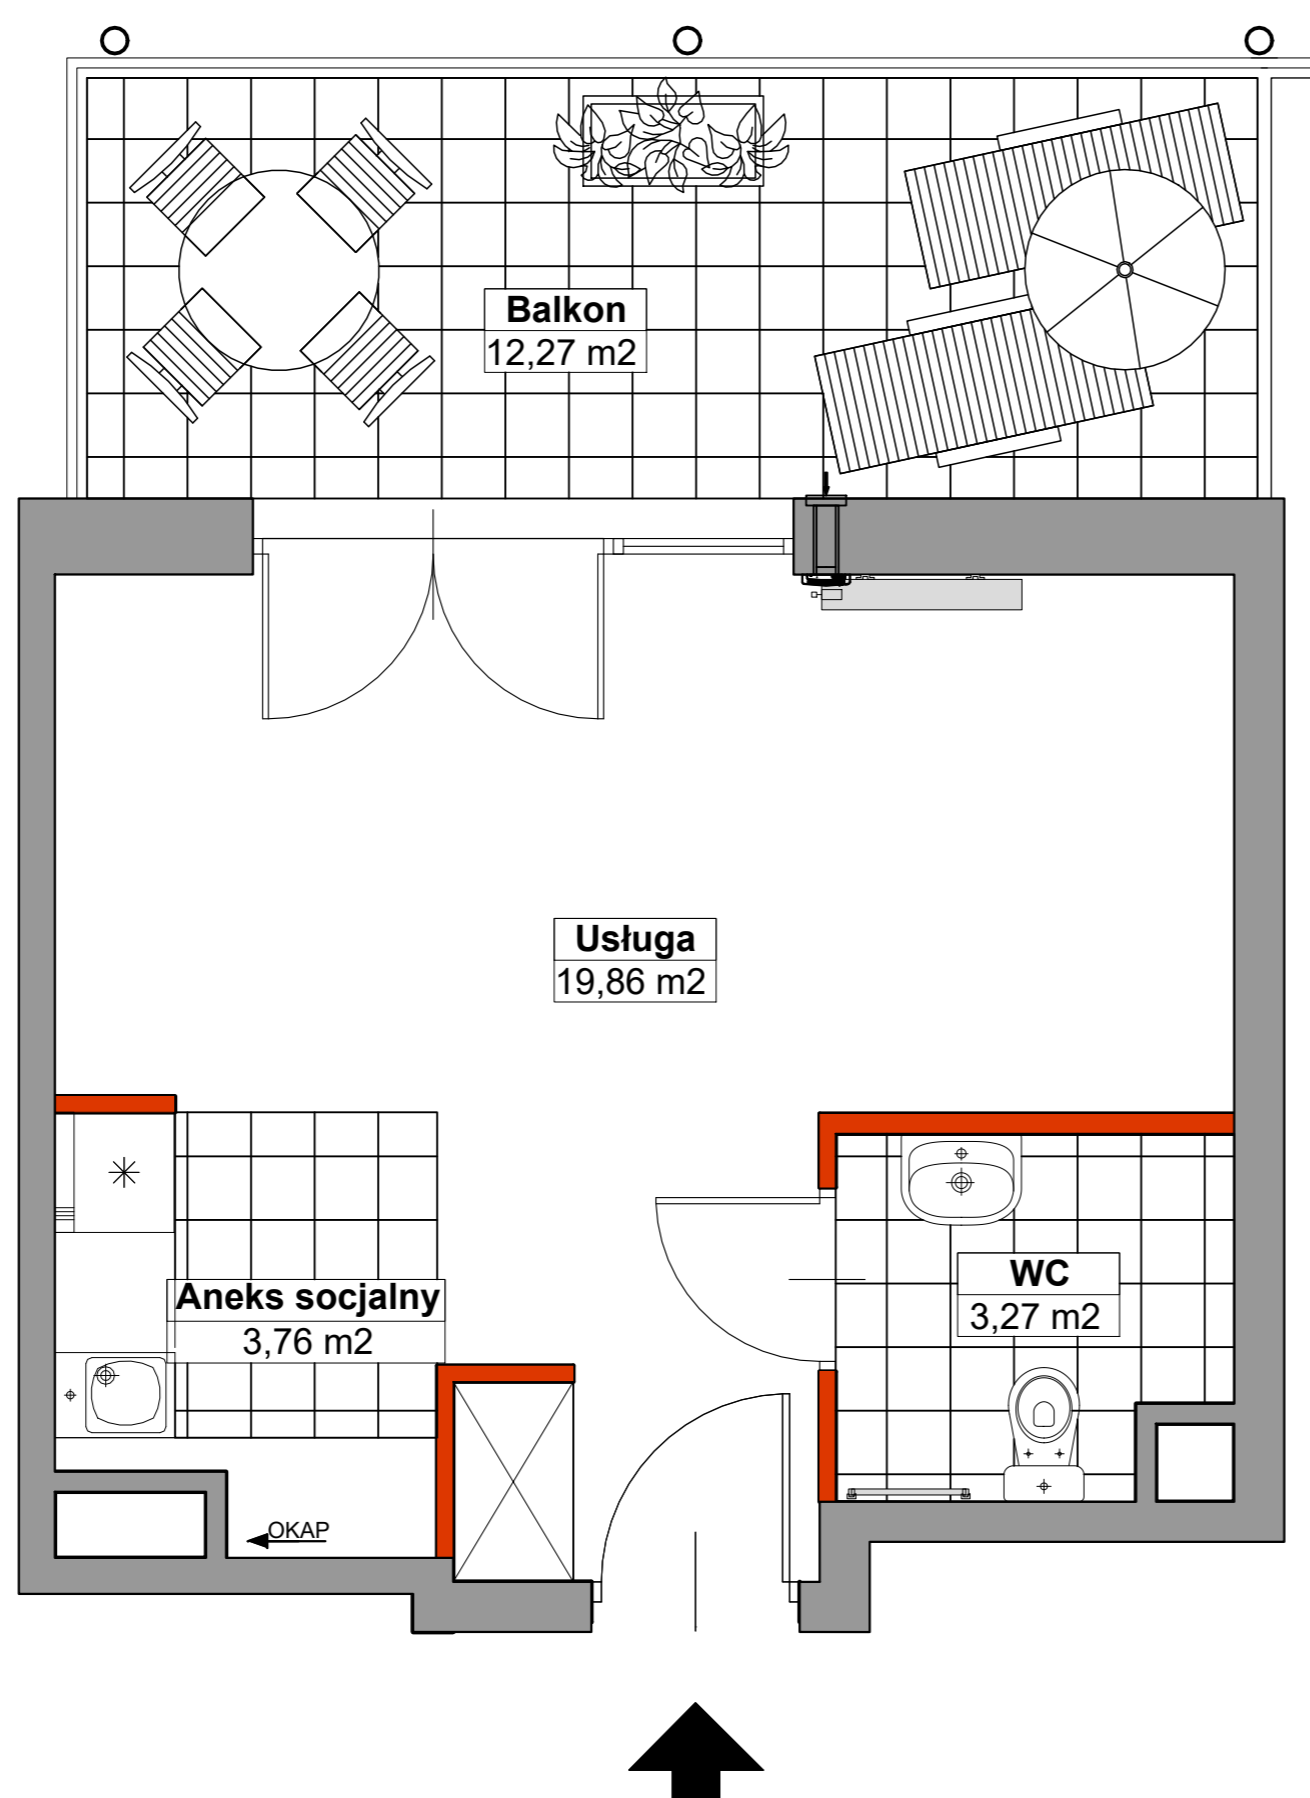 Balkon
12,27 m2
Usługa
19,86 m2
Aneks socjalny
3,76 m2
WC
3,27 m2
OKAP